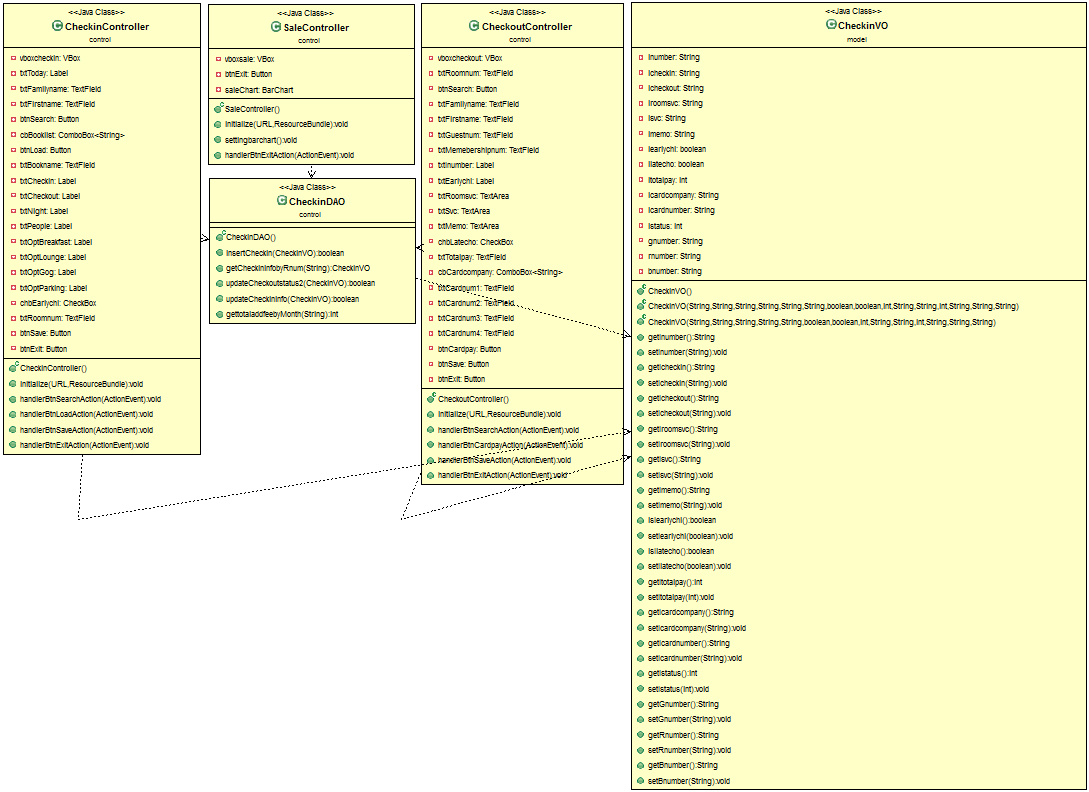 <<Java Class>>
CheckinController
control
vboxcheckin: VBox
txtToday: Label
txtFamilyname: TextField
txtFirstname: TextField
btnSearch: Button
cbBooklist: ComboBox<String>
btnLoad: Button
txtBookname: TextField
txtCheckin: Label
txtCheckout: Label
txtNight: Label
txtPeople: Label
txtOptBreakfast: Label
txtOptLounge: Label
txtOptGog: Label
txtOptParking: Label
chbEarlychi: CheckBox
txtRoomnum: TextField
btnSave: Button
btnExit: Button
CheckinController()
initialize(URL,ResourceBundle):void
handlerBtnSearchAction(ActionEvent):void
handlerBtnLoadAction(ActionEvent):void
handlerBtnSaveAction(ActionEvent):void
handlerBtnExitAction(ActionEvent):void
<<Java Class>>
SaleController
control
vboxsale: VBox
btnExit: Button
saleChart: BarChart
SaleController()
initialize(URL,ResourceBundle):void
settingbarchart():void
handlerBtnExitAction(ActionEvent):void
<<Java Class>>
CheckinDAO
control
CheckinDAO()
insertCheckin(CheckinVO):boolean
getCheckininfobyRnum(String):CheckinVO
updateCheckoutstatus2(CheckinVO):boolean
updateCheckininfo(CheckinVO):boolean
gettotaladdfeebyMonth(String):int
<<Java Class>>
CheckoutController
control
vboxcheckout: VBox
txtRoomnum: TextField
btnSearch: Button
txtFamilyname: TextField
txtFirstname: TextField
txtGuestnum: TextField
txtMemebershipnum: TextField
txtInumber: Label
txtEarlychi: Label
txtRoomsvc: TextArea
txtSvc: TextArea
txtMemo: TextArea
chbLatecho: CheckBox
txtTotalpay: TextField
cbCardcompany: ComboBox<String>
txtCardnum1: TextField
txtCardnum2: TextField
txtCardnum3: TextField
txtCardnum4: TextField
btnCardpay: Button
btnSave: Button
btnExit: Button
CheckoutController()
initialize(URL,ResourceBundle):void
handlerBtnSearchAction(ActionEvent):void
handlerBtnCardpayAction(ActionEvent):void
handlerBtnSaveAction(ActionEvent):void
handlerBtnExitAction(ActionEvent):void
<<Java Class>>
CheckinVO
model
inumber: String
icheckin: String
icheckout: String
iroomsvc: String
isvc: String
imemo: String
iearlychi: boolean
ilatecho: boolean
itotalpay: int
icardcompany: String
icardnumber: String
istatus: int
gnumber: String
rnumber: String
bnumber: String
CheckinVO()
CheckinVO(String,String,String,String,String,String,boolean,boolean,int,String,String,int,String,String,String)
CheckinVO(String,String,String,String,String,boolean,boolean,int,String,String,int,String,String,String)
getinumber():String
setinumber(String):void
geticheckin():String
seticheckin(String):void
geticheckout():String
seticheckout(String):void
getiroomsvc():String
setiroomsvc(String):void
getisvc():String
setisvc(String):void
getimemo():String
setimemo(String):void
isiearlychi():boolean
setiearlychi(boolean):void
isilatecho():boolean
setilatecho(boolean):void
getitotalpay():int
setitotalpay(int):void
geticardcompany():String
seticardcompany(String):void
geticardnumber():String
seticardnumber(String):void
getistatus():int
setistatus(int):void
getGnumber():String
setGnumber(String):void
getRnumber():String
setRnumber(String):void
getBnumber():String
setBnumber(String):void